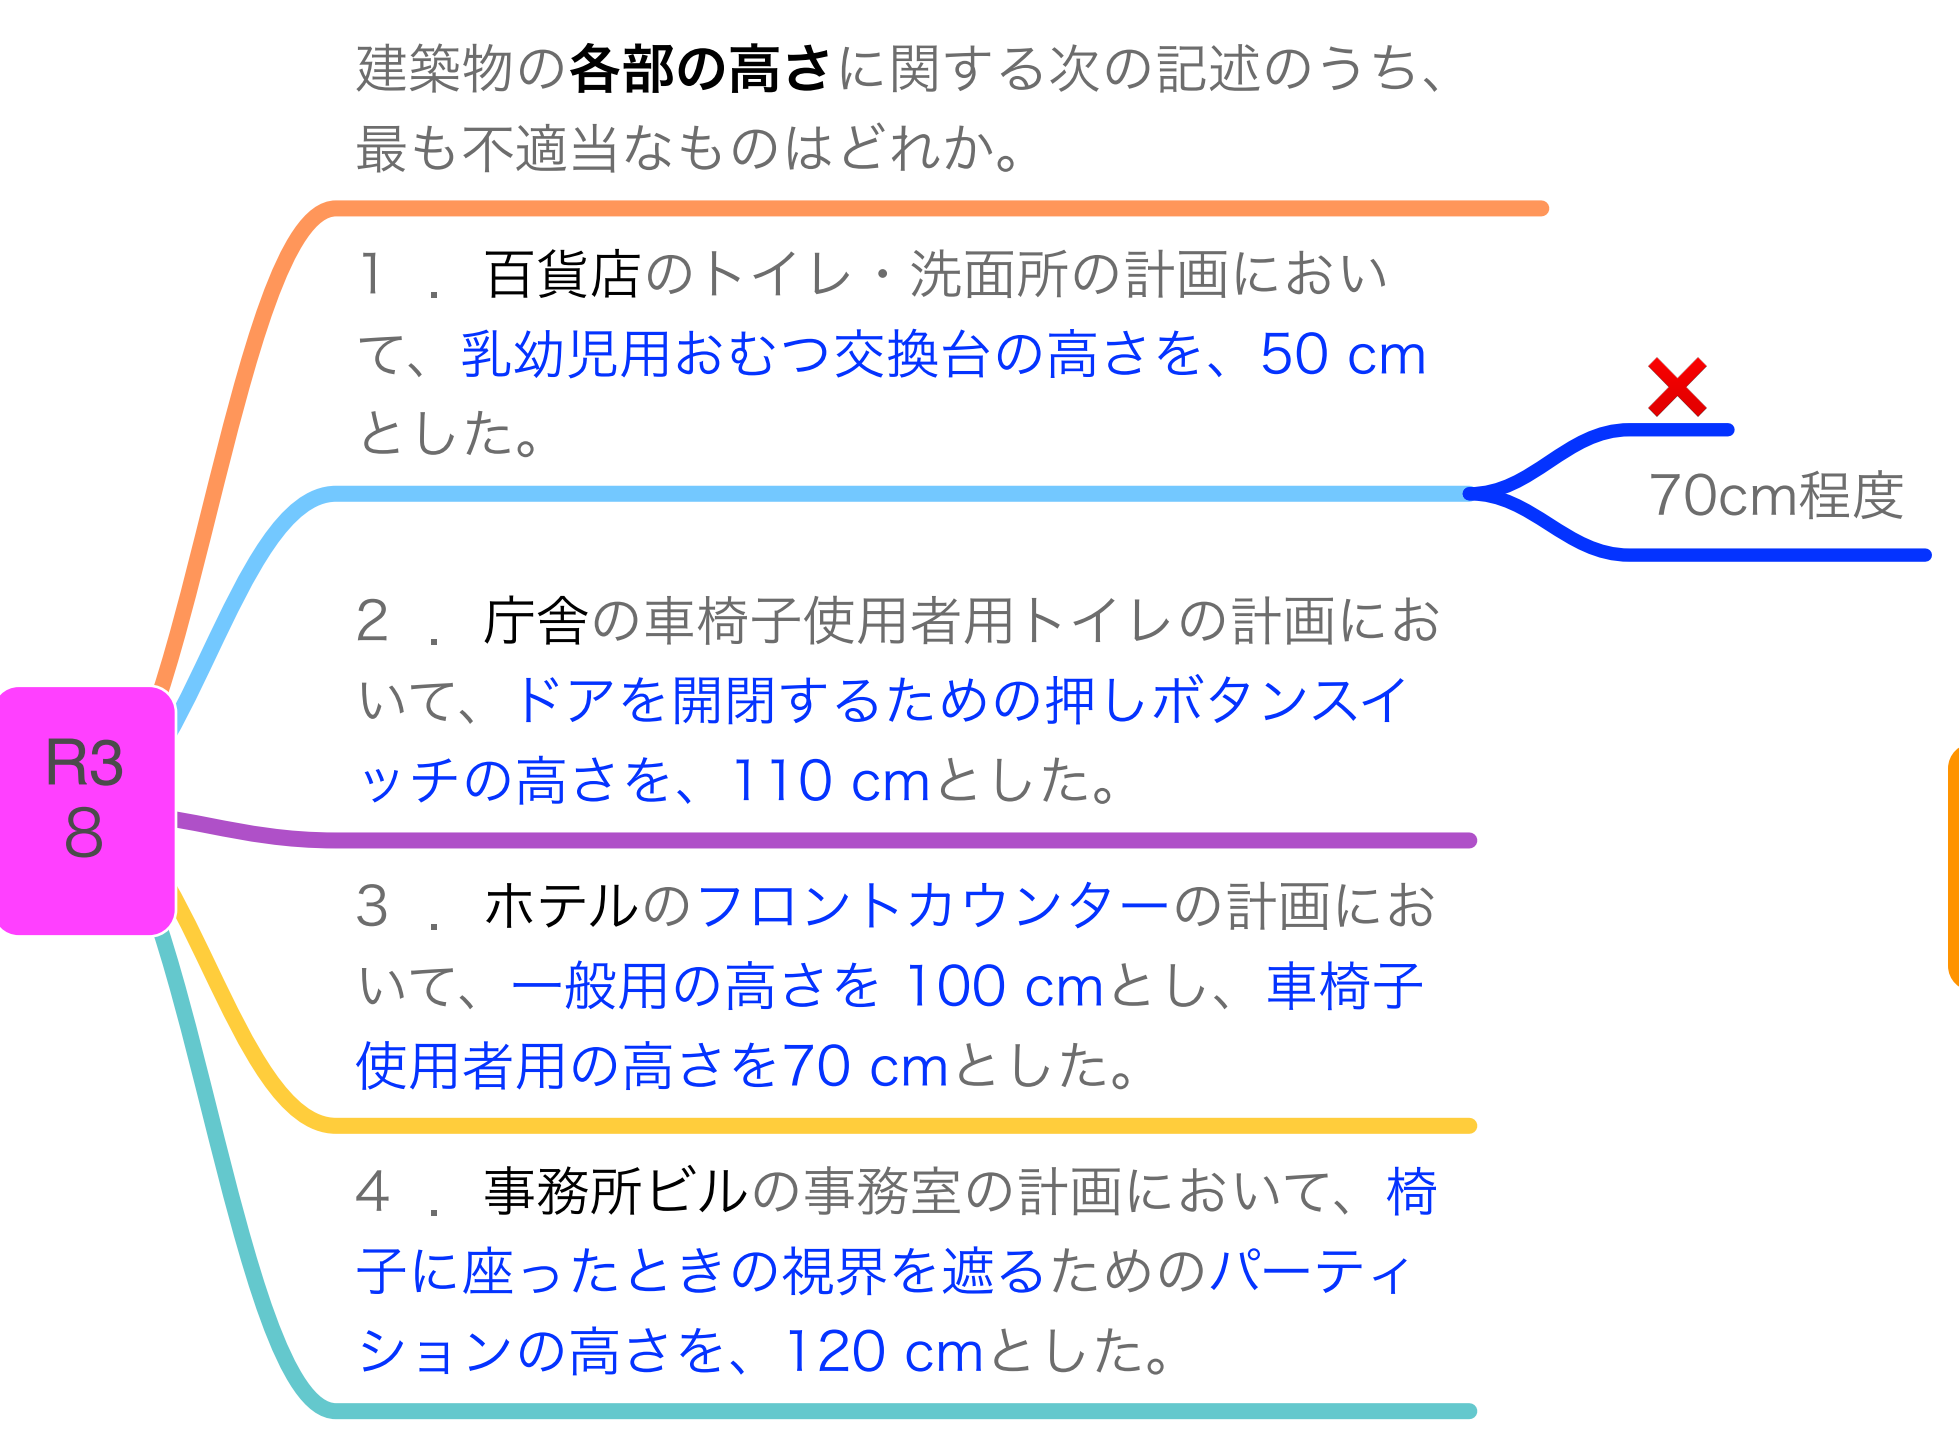 建築物の各部の高さに関する次の記述のうち、
最も不適当なものはどれか。
1 ．百貨店のトイレ・洗面所の計画におい
て、乳幼児用おむつ交換台の高さを、50 cm
とした。
70cm程度
2 ．庁舎の車椅子使用者用トイレの計画にお
いて、ドアを開閉するための押しボタンスイ
ッチの高さを、110 cmとした。
R3
8
3 ．ホテルのフロントカウンターの計画にお
いて、一般用の高さを 100 cmとし、車椅子
使用者用の高さを70 cmとした。
4 ．事務所ビルの事務室の計画において、椅
子に座ったときの視界を遮るためのパーティ
ションの高さを、120 cmとした。